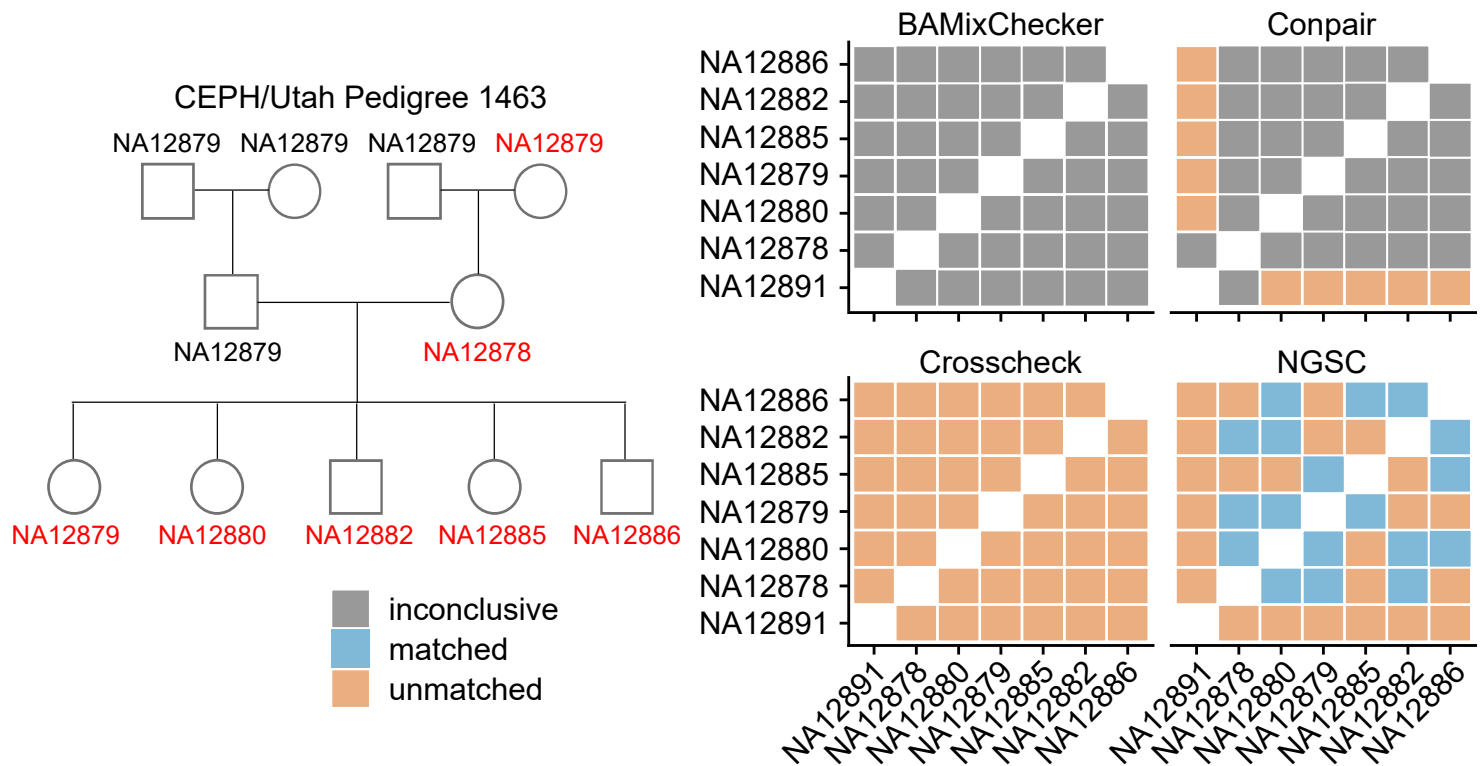 CEPH/Utah Pedigree 1463
NA12879 NA12879 NA12879 NA12879
NA12879 NA12878
NA12879 NA12880 NA12882 NA12885 NA12886
inconclusive
matched
unmatched
BAMixChecker Conpair
NA12886
NA12882
NA12885
NA12879
NA12880
NA12878
NA12891
Crosscheck NGSC
NA12886
NA12882
NA12885
NA12879
NA12880
NA12878
NA12891
NA12891 NA12878 NA12880 NA12879 NA12885 NA12882 NA12886 NA12891 NA12878 NA12880 NA12879 NA12885 NA12882 NA12886